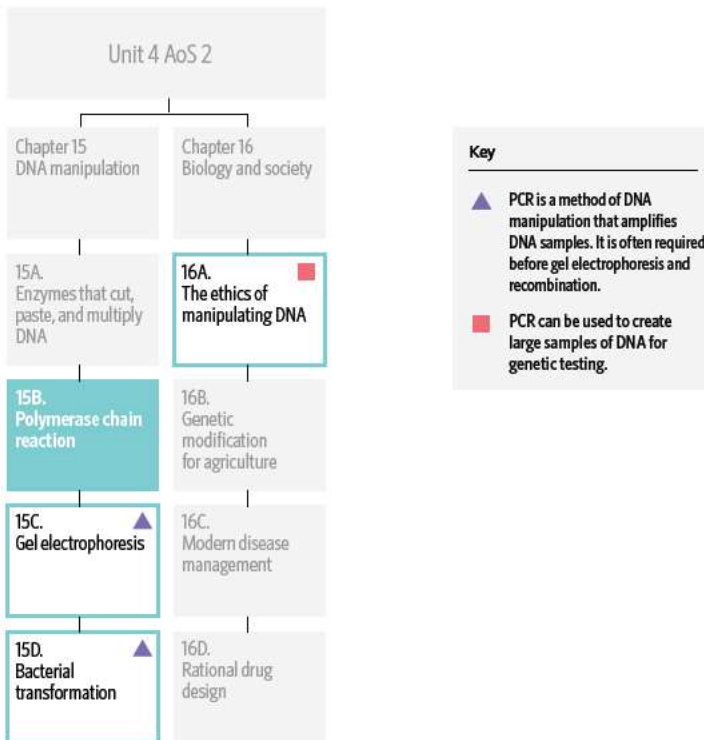 Unit 4 AoS 2
Chapter 15
DNA manipulation
Chapter 16
Biology and society
15A.
Enzymes that cut,
paste, and multiply
DNA
16A.
The ethics of
manipulating DNA
15B.
Polymerase chain
reaction
16B.
Genetic
modification
for agriculture
15C.
Gel electrophoresis
16C.
Modern disease
management
15D.
Bacterial
transformation
16D.
Rational drug
design
Key
PCR is a method of DNA
manipulation that amplifies
DNA samples. It is often required
before gel electrophoresis and
recombination.
PCR can be used to create
large samples of DNA for
genetic testing.